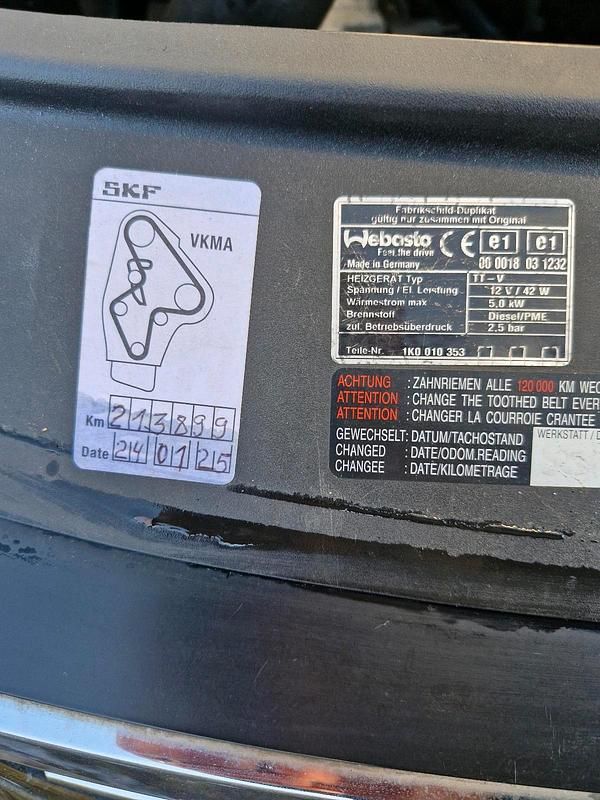 SKF
VKMA
Km 213899
Date 24 01 25
Fabrikschild-Duplikat
gültig nur zusammen mit Original
Webasto CE e1 e1
Feel the drive
Made in Germany 00 0018 03 1232
HEIZGERÄT Typ TT-V
Spannung / El. Leistung 12 V / 42 W
Wärmestrom max 5,0 kW
Brennstoff Diesel/PME
zul. Betriebsüberdruck 2,5 bar
Teile-Nr. 1K0 010 353
ACHTUNG : ZAHNRIEMEN ALLE 120 000 KM WEC
ATTENTION : CHANGE THE TOOTHED BELT EVER
ATTENTION : CHANGER LA COURROIE CRANTEE
GEWECHSELT: DATUM/TACHOSTAND
CHANGED : DATE/ODOM.READING
CHANGEE : DATE/KILOMETRAGE
WERKSTATT / D